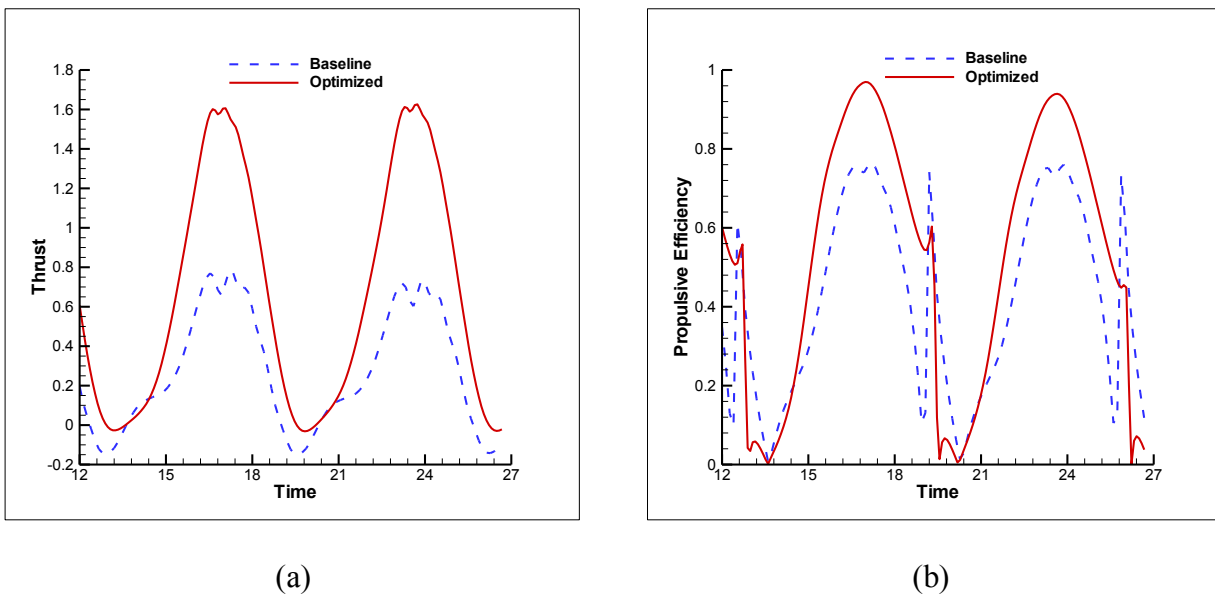 Baseline
Optimized
Thrust
1.8
1.6
1.4
1.2
1
0.8
0.6
0.4
0.2
0
-0.2
12
15
18
21
24
27
Time
(a)
Baseline
Optimized
Propulsive Efficiency
1
0.8
0.6
0.4
0.2
0
12
15
18
21
24
27
Time
(b)